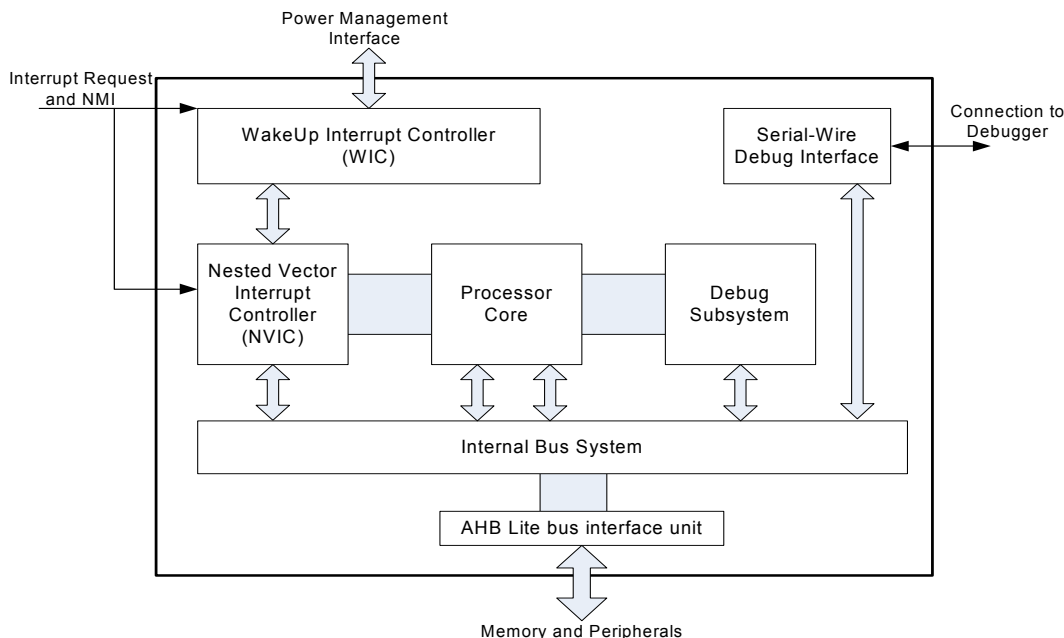 Power Management
Interface
Interrupt Request
and NMI
WakeUp Interrupt Controller
(WIC)
Serial-Wire
Debug Interface
Connection to
Debugger
Nested Vector
Interrupt
Controller
(NVIC)
Processor
Core
Debug
Subsystem
Internal Bus System
AHB Lite bus interface unit
Memory and Peripherals